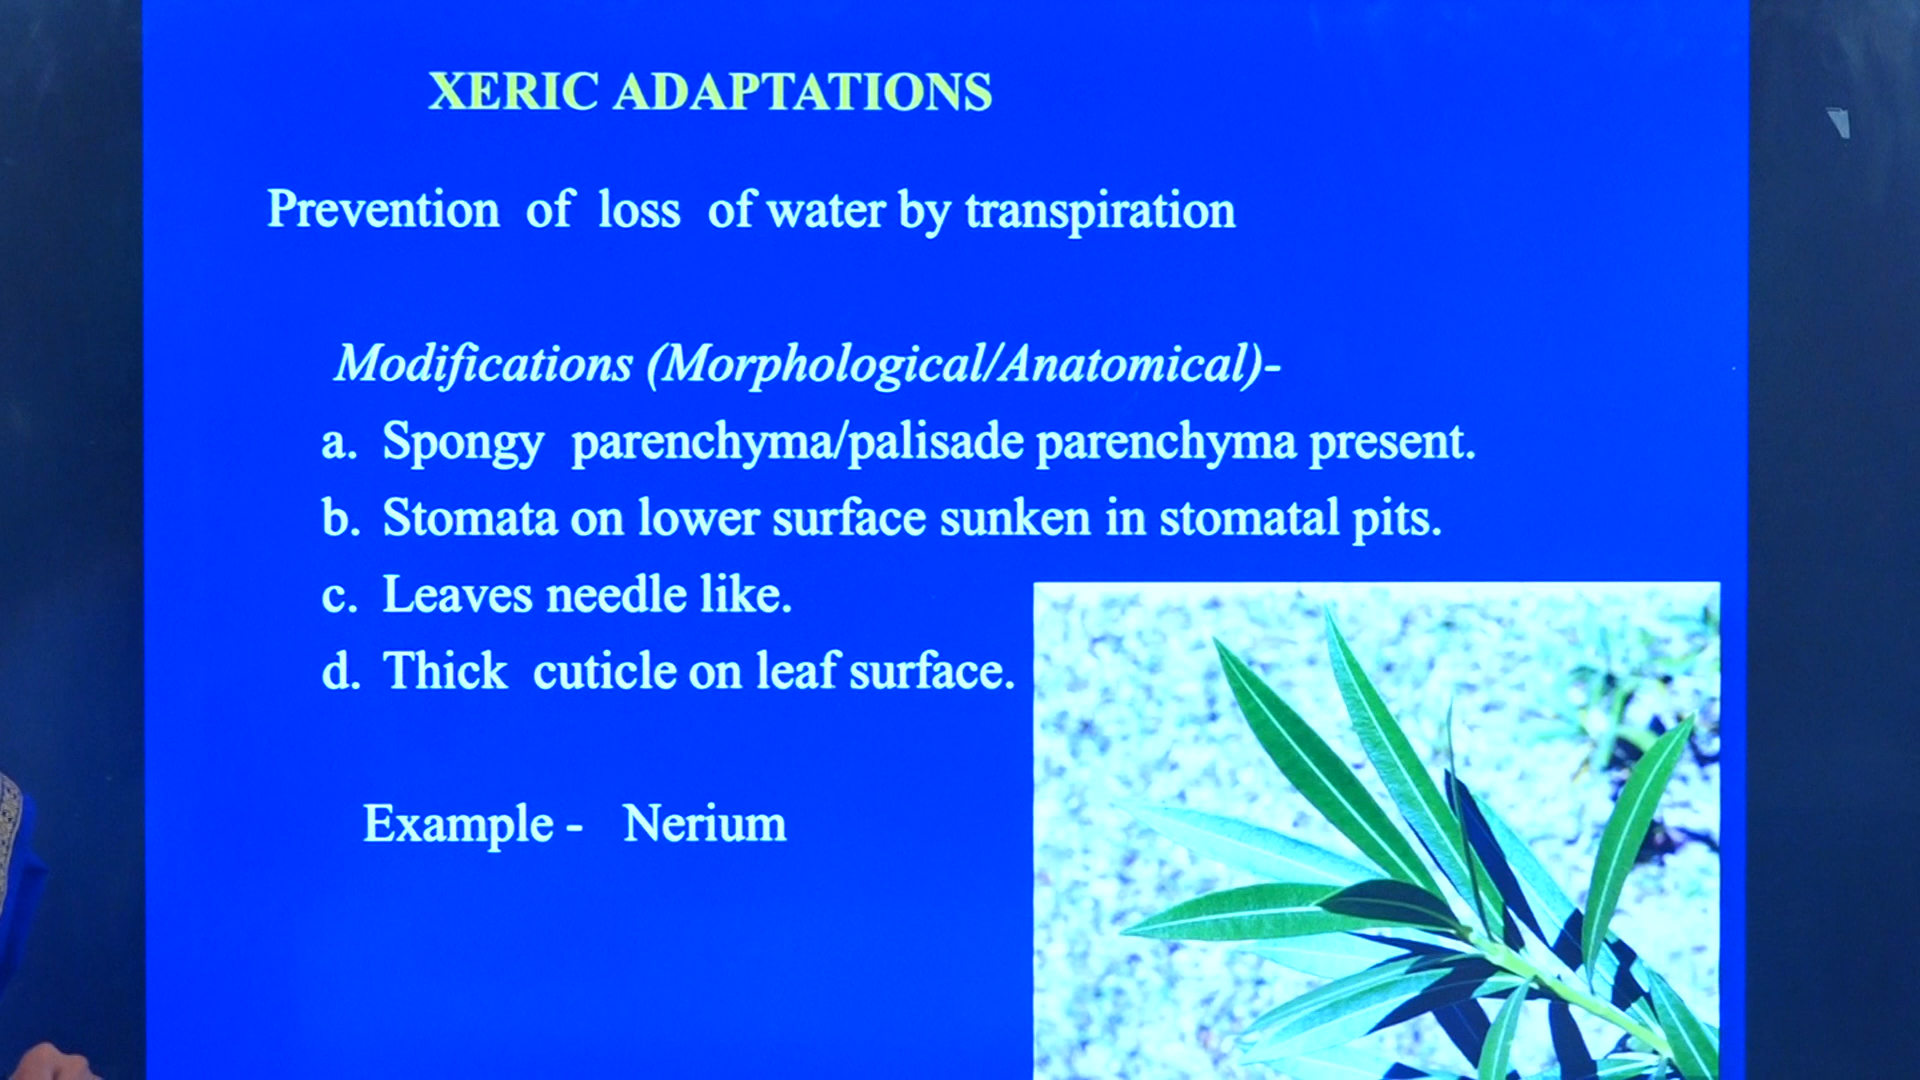 XERIC ADAPTATIONS
Prevention of loss of water by transpiration
Modifications (Morphological/Anatomical)-
a. Spongy parenchyma/palisade parenchyma present.
b. Stomata on lower surface sunken in stomatal pits.
c. Leaves needle like.
d. Thick cuticle on leaf surface.
Example - Nerium